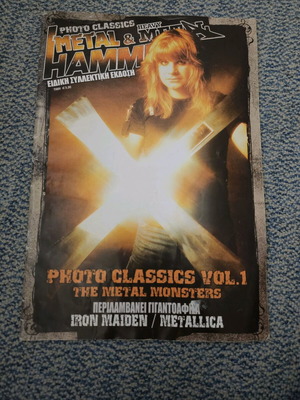 PHOTO CLASSICS
METAL & HEAVY METAL
HAMMER
ΕΙΔΙΚΗ ΣΥΛΛΕΚΤΙΚΗ ΕΚΔΟΣΗ
PHOTO CLASSICS VOL.1
THE METAL MONSTERS
ΠΕΡΙΛΑΜΒΑΝΕΙ ΓΙΓΑΝΤΟΑΦΙΣΑ
IRON MAIDEN / METALLICA